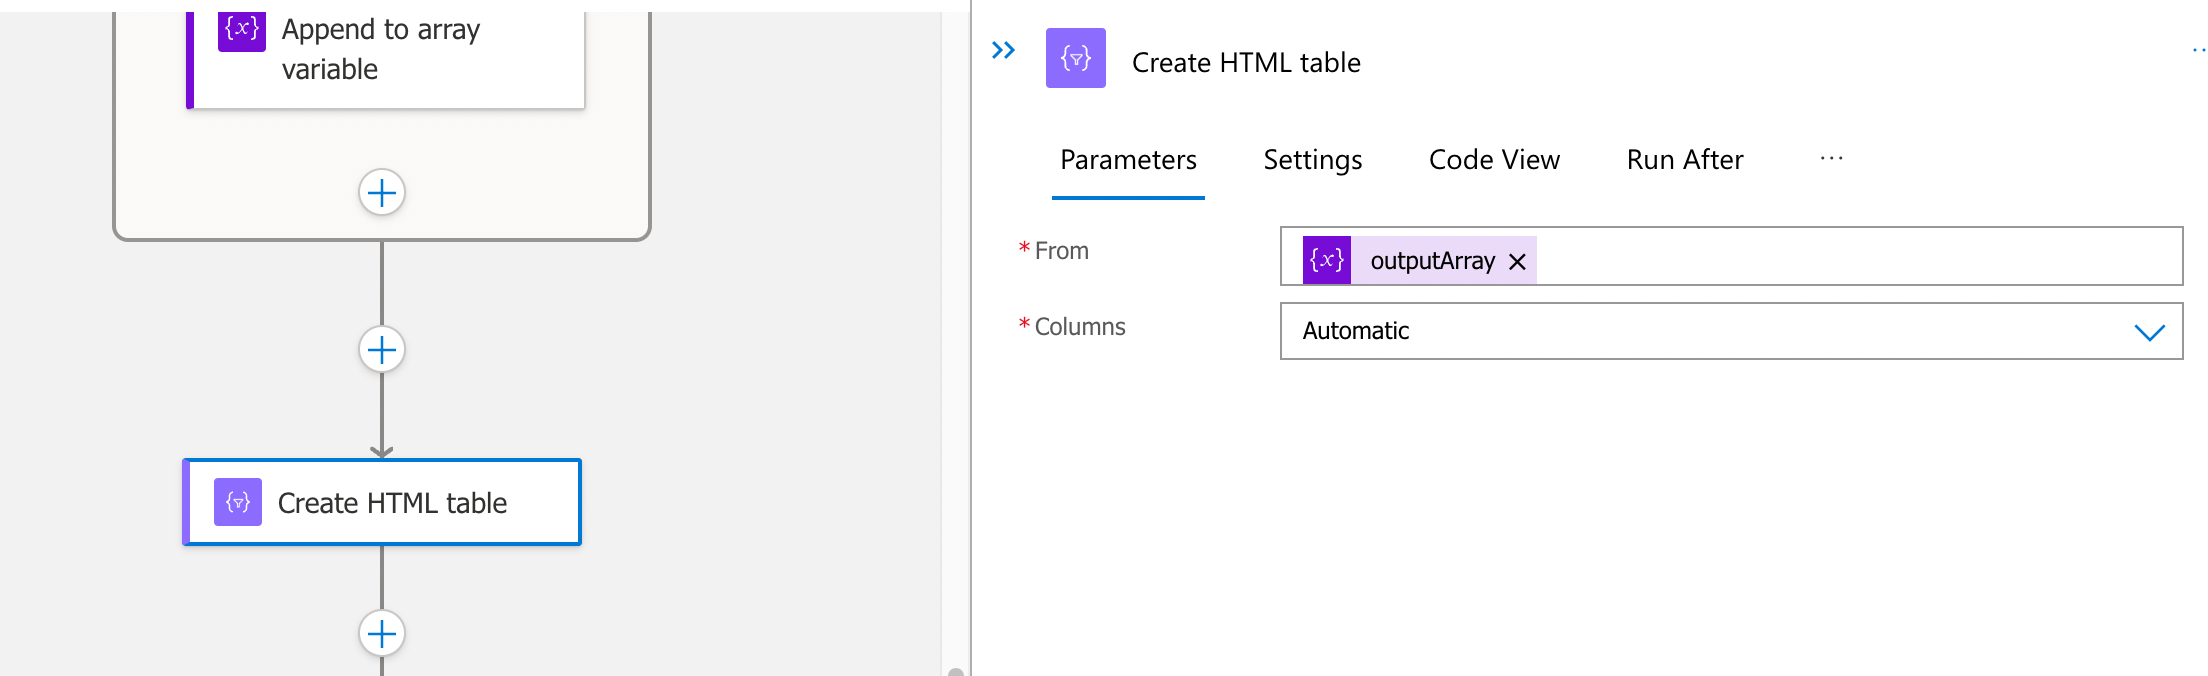 {x} Append to array
variable
Create HTML table
Create HTML table
Parameters Settings Code View Run After ...
* From {x} outputArray
* Columns Automatic